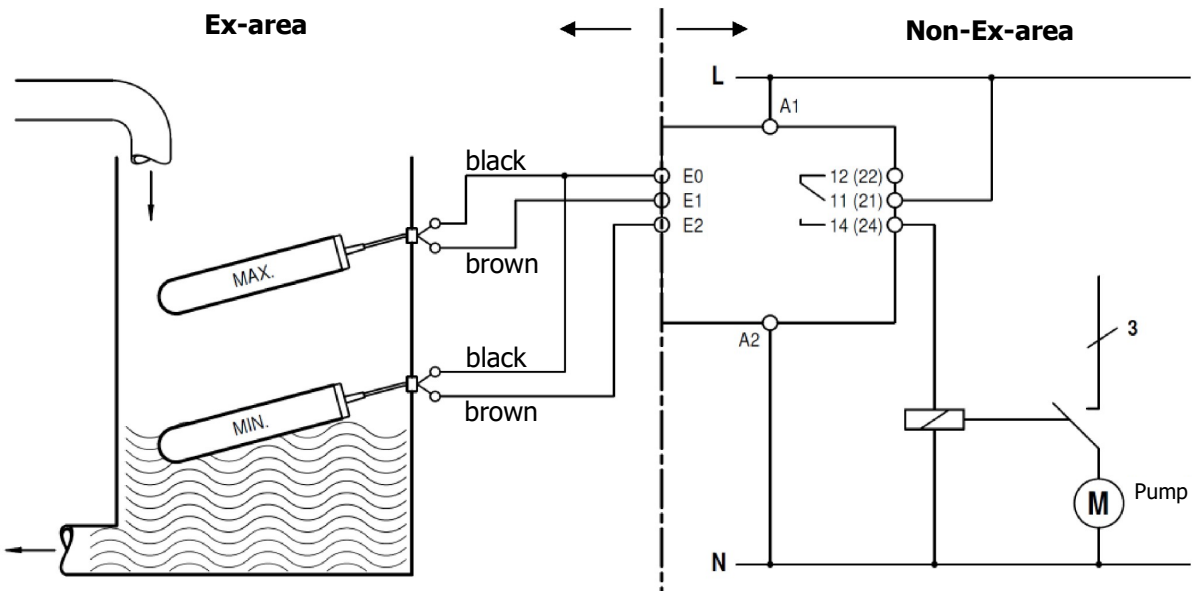 Ex-area
Non-Ex-area
L
A1
black
E0
12 (22)
E1
11 (21)
E2
14 (24)
brown
MAX.
3
A2
black
brown
MIN.
M
Pump
N